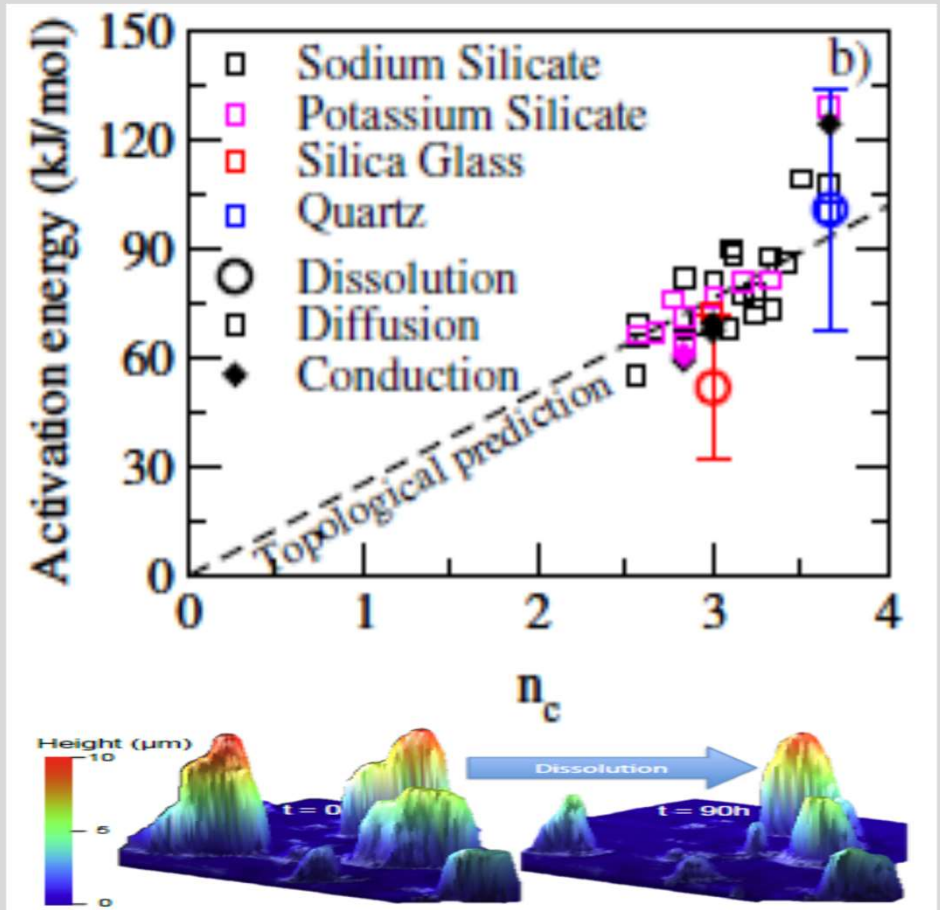 150
b)
Sodium Silicate
Potassium Silicate
120
Silica Glass
Quartz
90
Dissolution
Diffusion
60
Conduction
30
Topological prediction
0
Activation energy (kJ/mol)
0 1 2 3 4
n c
Height (μm)
10
5
0
t = 0
Dissolution
t = 90h